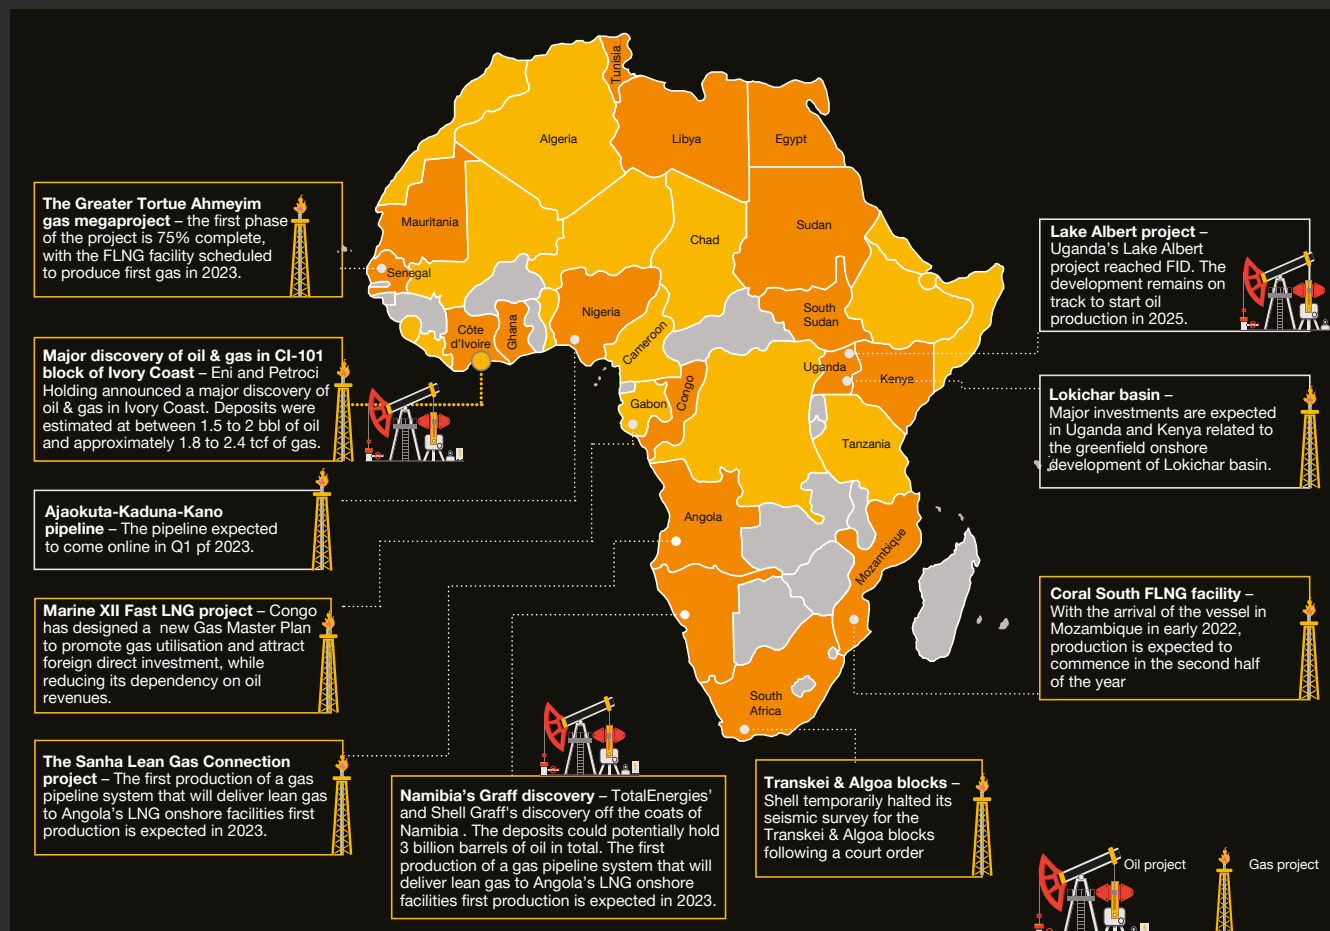 Tunisia
Algeria
Libya
Egypt
Mauritania
Chad
Sudan
Senegal
Nigeria
South
Sudan
Côte
d'Ivoire
Ghana
Cameroon
Uganda
Kenya
Gabon
Congo
Tanzania
Angola
Mozambique
South
Africa
The Greater Tortue Ahmeyim
gas megaproject – the first phase
of the project is 75% complete,
with the FLNG facility scheduled
to produce first gas in 2023.
Major discovery of oil & gas in CI-101
block of Ivory Coast – Eni and Petroci
Holding announced a major discovery of
oil & gas in Ivory Coast. Deposits were
estimated at between 1.5 to 2 bbl of oil
and approximately 1.8 to 2.4 tcf of gas.
Ajaokuta-Kaduna-Kano
pipeline – The pipeline expected
to come online in Q1 pf 2023.
Marine XII Fast LNG project – Congo
has designed a  new Gas Master Plan
to promote gas utilisation and attract
foreign direct investment, while
reducing its dependency on oil
revenues.
The Sanha Lean Gas Connection
project – The first production of a gas
pipeline system that will deliver lean gas
to Angola's LNG onshore facilities first
production is expected in 2023.
Namibia's Graff discovery – TotalEnergies'
and Shell Graff's discovery off the coats of
Namibia . The deposits could potentially hold
3 billion barrels of oil in total. The first
production of a gas pipeline system that will
deliver lean gas to Angola's LNG onshore
facilities first production is expected in 2023.
Transkei & Algoa blocks –
Shell temporarily halted its
seismic survey for the
Transkei & Algoa blocks
following a court order
Lake Albert project –
Uganda's Lake Albert
project reached FID. The
development remains on
track to start oil
production in 2025.
Lokichar basin –
Major investments are expected
in Uganda and Kenya related to
the greenfield onshore
development of Lokichar basin.
Coral South FLNG facility –
With the arrival of the vessel in
Mozambique in early 2022,
production is expected to
commence in the second half
of the year
Oil project
Gas project